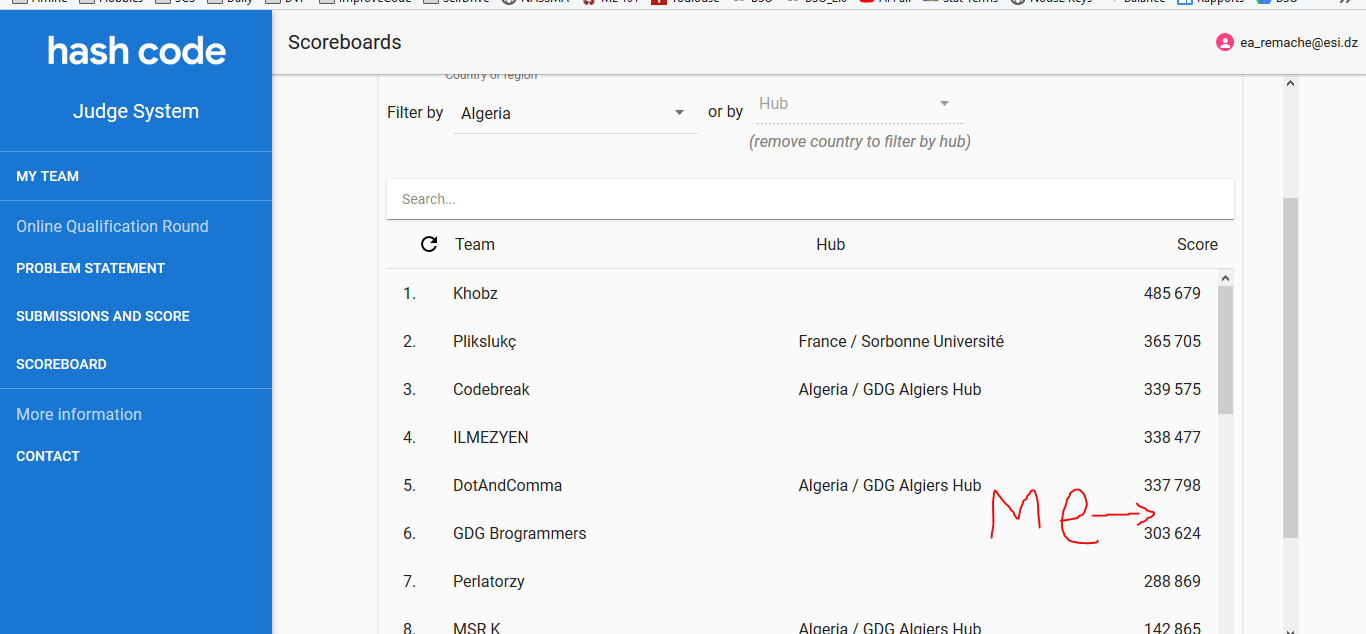 hash code
Judge System
MY TEAM
Online Qualification Round
PROBLEM STATEMENT
SUBMISSIONS AND SCORE
SCOREBOARD
More information
CONTACT
Scoreboards
ea_remache@esi.dz
Country or region
Filter by Algeria or by Hub
(remove country to filter by hub)
Search...
Team Hub Score
1. Khobz 485 679
2. Plikslukç France / Sorbonne Université 365 705
3. Codebreak Algeria / GDG Algiers Hub 339 575
4. ILMEZYEN 338 477
5. DotAndComma Algeria / GDG Algiers Hub 337 798
Me
6. GDG Brogrammers 303 624
7. Perlatorzy 288 869
8. MSR K Algeria / GDG Algiers Hub 142 865